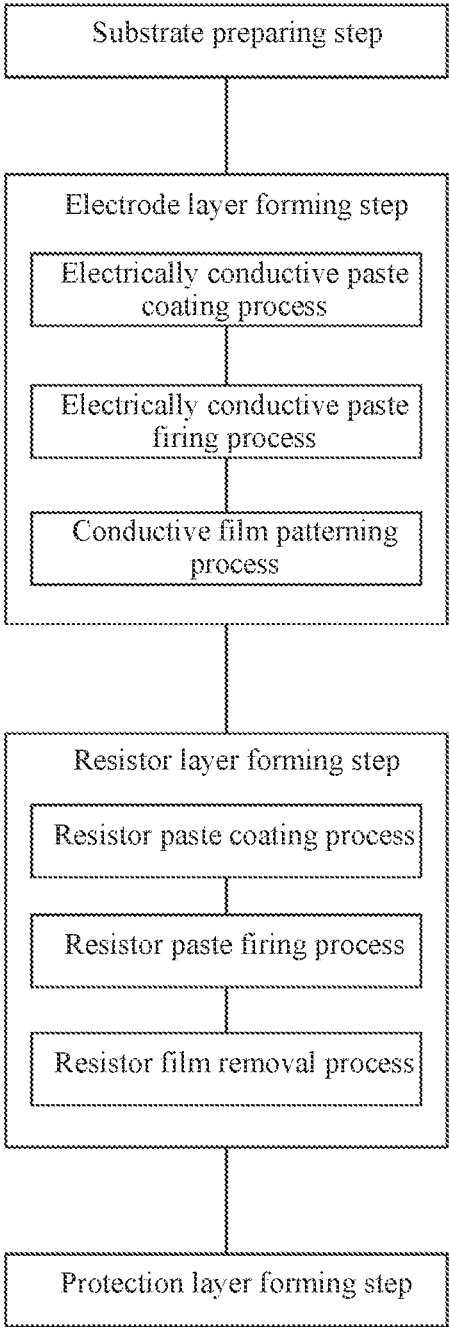 Substrate preparing step
Electrode layer forming step
Electrically conductive paste
coating process
Electrically conductive paste
firing process
Conductive film patterning
process
Resistor layer forming step
Resistor paste coating process
Resistor paste firing process
Resistor film removal process
Protection layer forming step